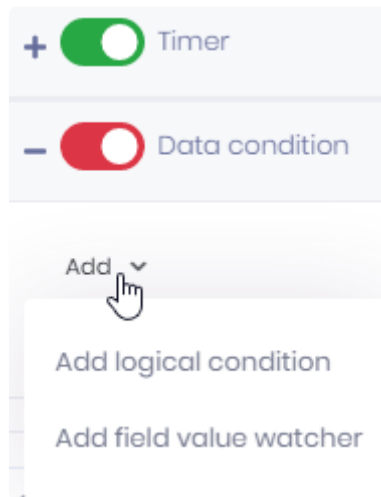 Timer
Data condition
Add
Add logical condition
Add field value watcher